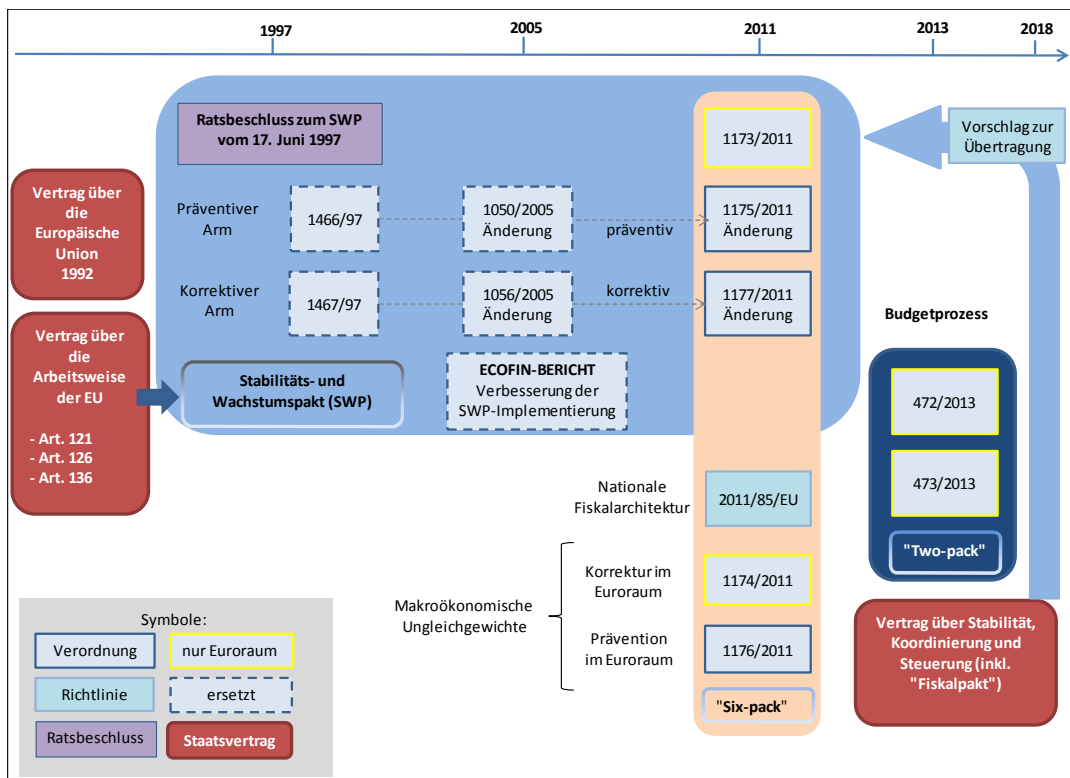 1997
2005
2011
2013
2018
Ratsbeschluss zum SWP
vom 17. Juni 1997
1173/2011
Vorschlag zur
Übertragung
Vertrag über
die
Europäische
Union
1992
Präventiver
Arm
1466/97
1050/2005
Änderung
präventiv
1175/2011
Änderung
Korrektiver
Arm
1467/97
1056/2005
Änderung
korrektiv
1177/2011
Änderung
Vertrag über
die
Arbeitsweise
der EU
- Art. 121
- Art. 126
- Art. 136
Stabilitäts- und
Wachstumspakt (SWP)
ECOFIN-BERICHT
Verbesserung der
SWP-Implementierung
Budgetprozess
472/2013
473/2013
"Two-pack"
Nationale
Fiskalarchitektur
2011/85/EU
Makroökonomische
Ungleichgewichte
Korrektur im
Euroraum
1174/2011
Prävention
im Euroraum
1176/2011
"Six-pack"
Vertrag über Stabilität,
Koordinierung und
Steuerung (inkl.
"Fiskalpakt")
Symbole:
Verordnung
nur Euroraum
Richtlinie
ersetzt
Ratsbeschluss
Staatsvertrag